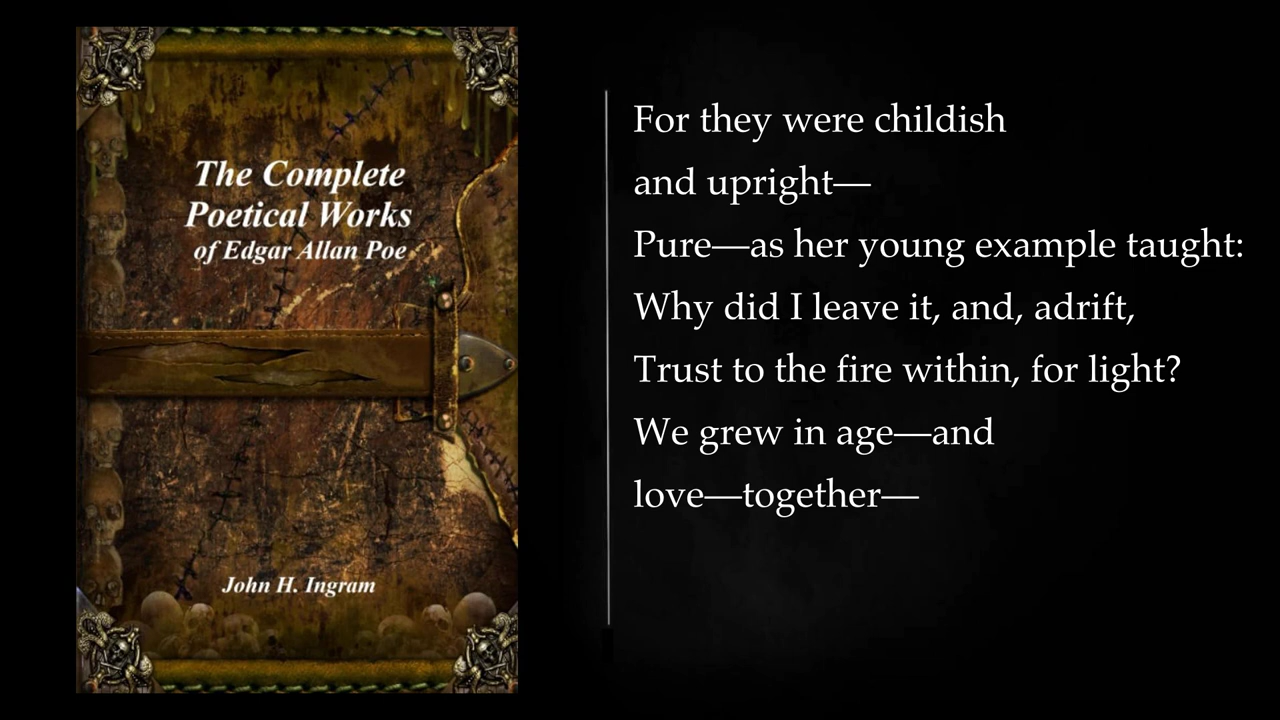 The Complete
Poetical Works
of Edgar Allan Poe
John H. Ingram
For they were childish
and upright—
Pure—as her young example taught:
Why did I leave it, and, adrift,
Trust to the fire within, for light?
We grew in age—and
love—together—